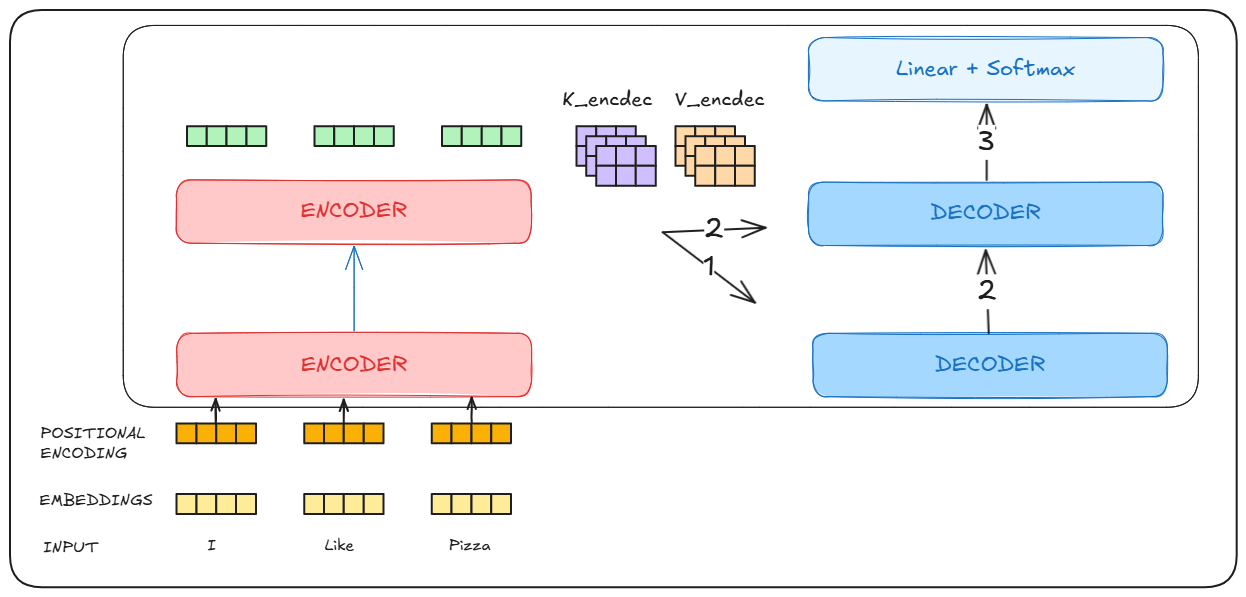 Linear + Softmax
K_encdec V_encdec
3
ENCODER
DECODER
2
1
2
ENCODER
DECODER
POSITIONAL
ENCODING
EMBEDDINGS
INPUT I Like Pizza